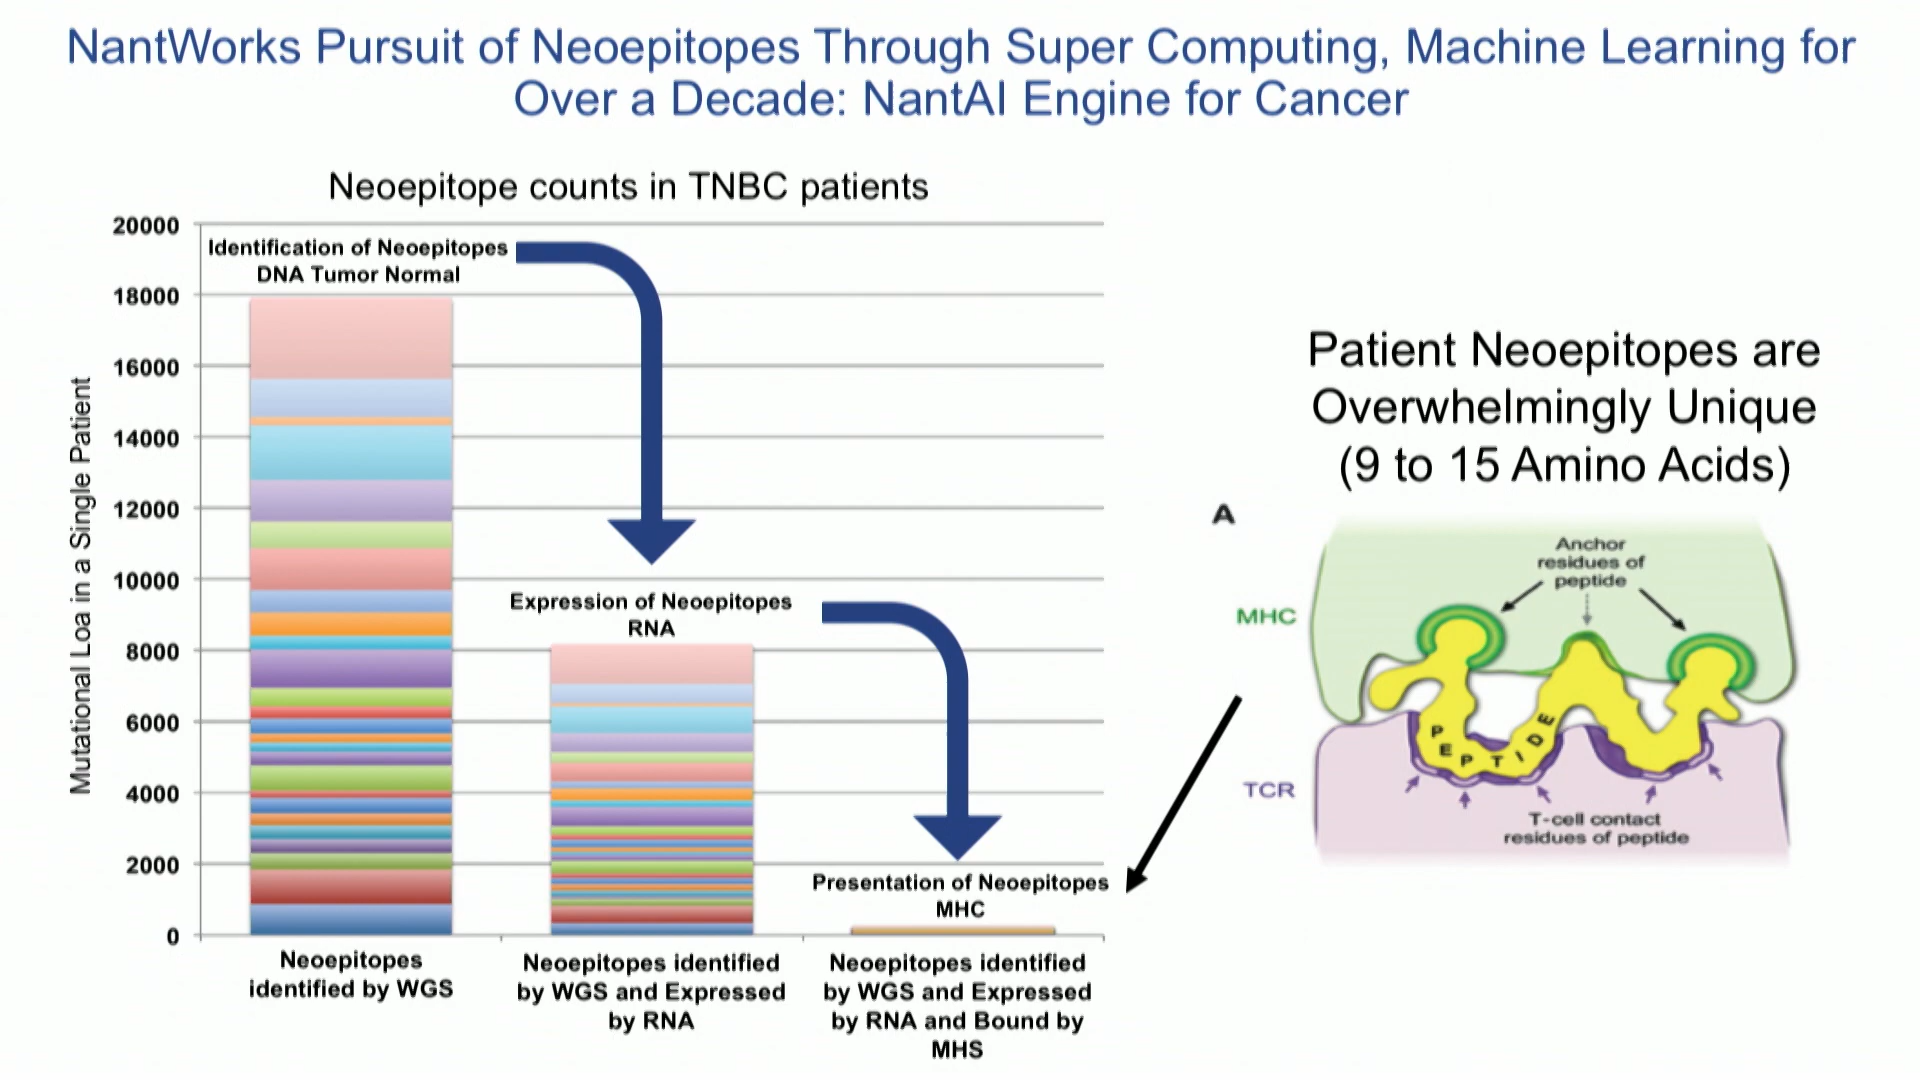 NantWorks Pursuit of Neoepitopes Through Super Computing, Machine Learning for
Over a Decade: NantAI Engine for Cancer
Neoepitope counts in TNBC patients
Mutational Loa in a Single Patient
20000
18000
16000
14000
12000
10000
8000
6000
4000
2000
0
Identification of Neoepitopes
DNA Tumor Normal
Expression of Neoepitopes
RNA
Presentation of Neoepitopes
MHC
Neoepitopes
identified by WGS
Neoepitopes identified
by WGS and Expressed
by RNA
Neoepitopes identified
by WGS and Expressed
by RNA and Bound by
MHS
Patient Neoepitopes are
Overwhelmingly Unique
(9 to 15 Amino Acids)
A
Anchor
residues of
peptide
MHC
PEPTIDE
TCR
T-cell contact
residues of peptide